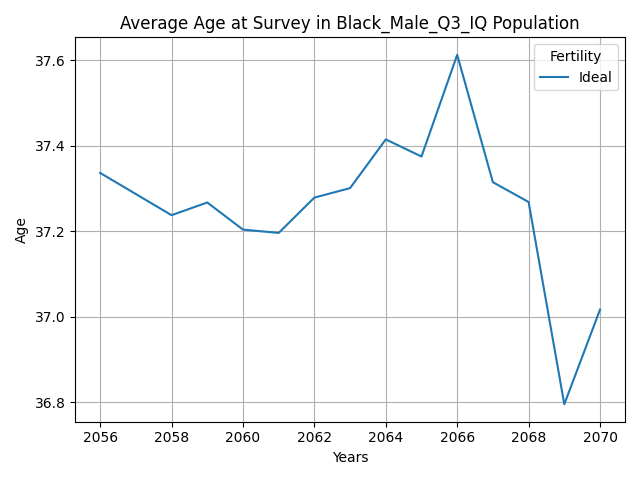 Average Age at Survey in Black_Male_Q3_IQ Population
Fertility
Ideal
37.6
37.4
37.2
37.0
36.8
Age
2056 2058 2060 2062 2064 2066 2068 2070
Years